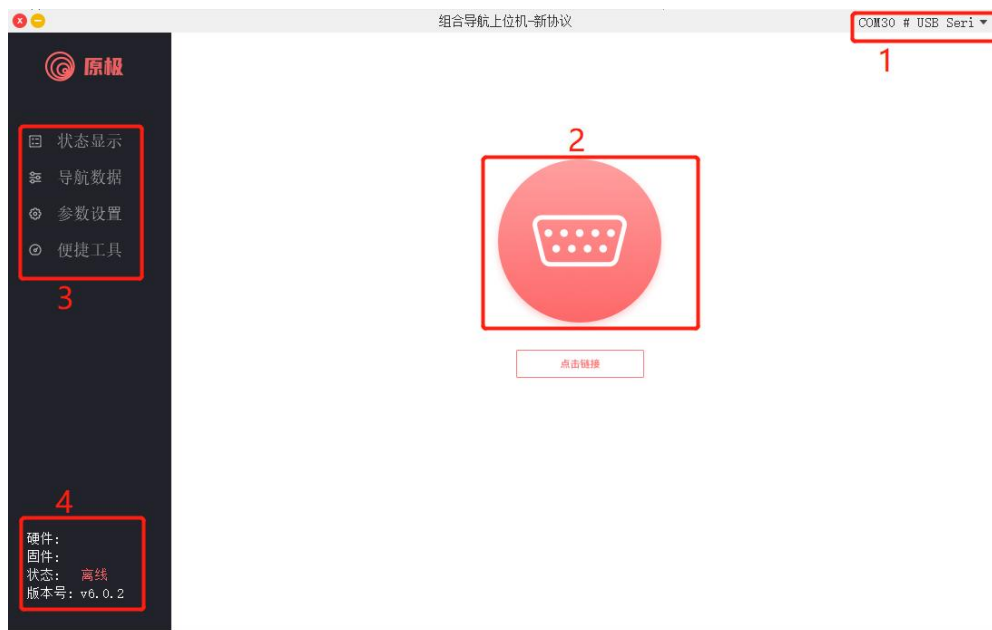 组合导航上位机-新协议
COM30 # USB Seri
1
原极
状态显示
导航数据
参数设置
便捷工具
3
2
点击链接
4
硬件:
固件:
状态: 离线
版本号: v6.0.2